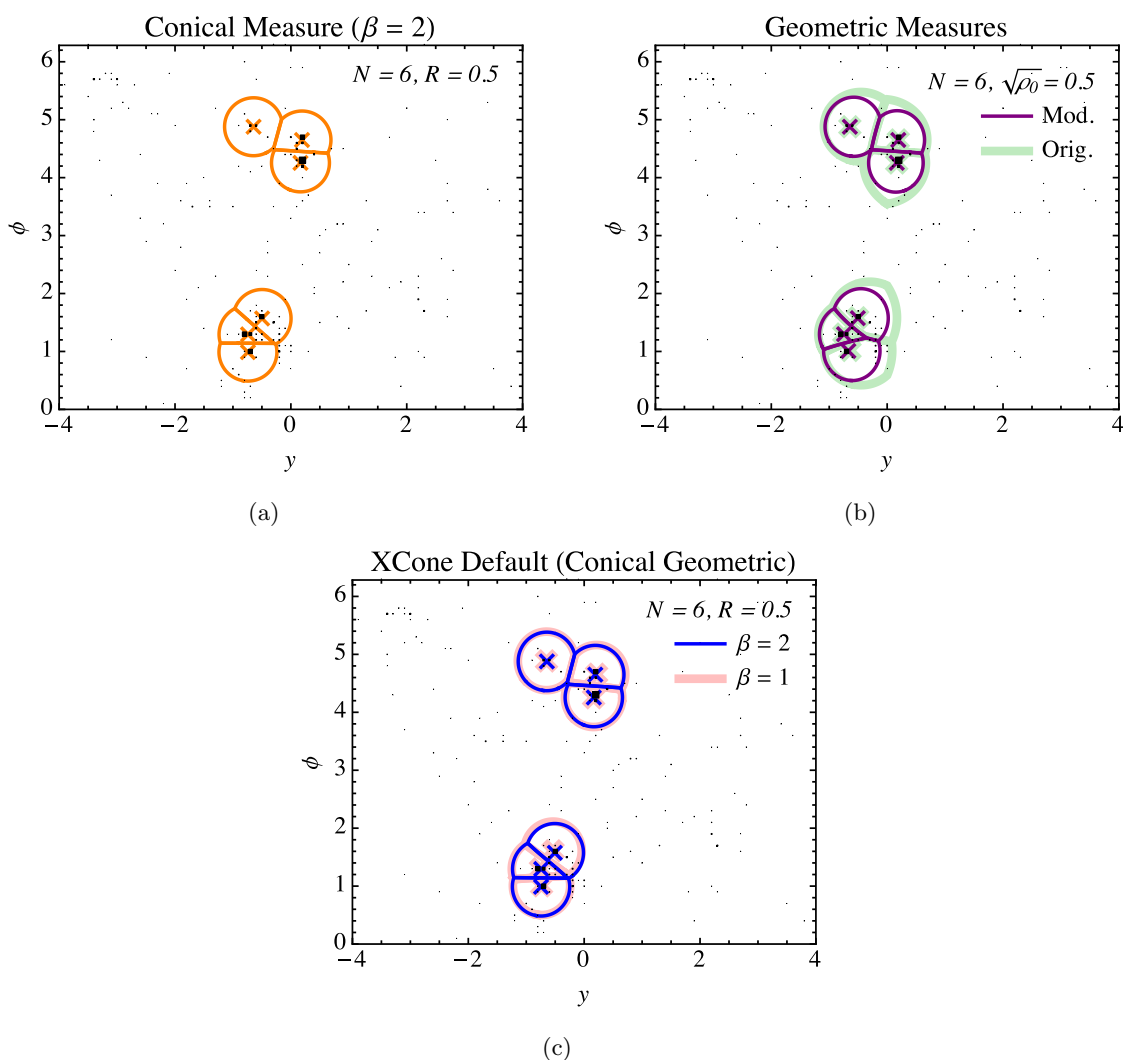 Conical Measure (β = 2)
N = 6, R = 0.5
6
5
4
3
2
1
0
ϕ
−4
−2
0
2
4
y
(a)
Geometric Measures
N = 6, √ρ₀ = 0.5
Mod.
Orig.
6
5
4
3
2
1
0
ϕ
−4
−2
0
2
4
y
(b)
XCone Default (Conical Geometric)
N = 6, R = 0.5
β = 2
β = 1
6
5
4
3
2
1
0
ϕ
−4
−2
0
2
4
y
(c)